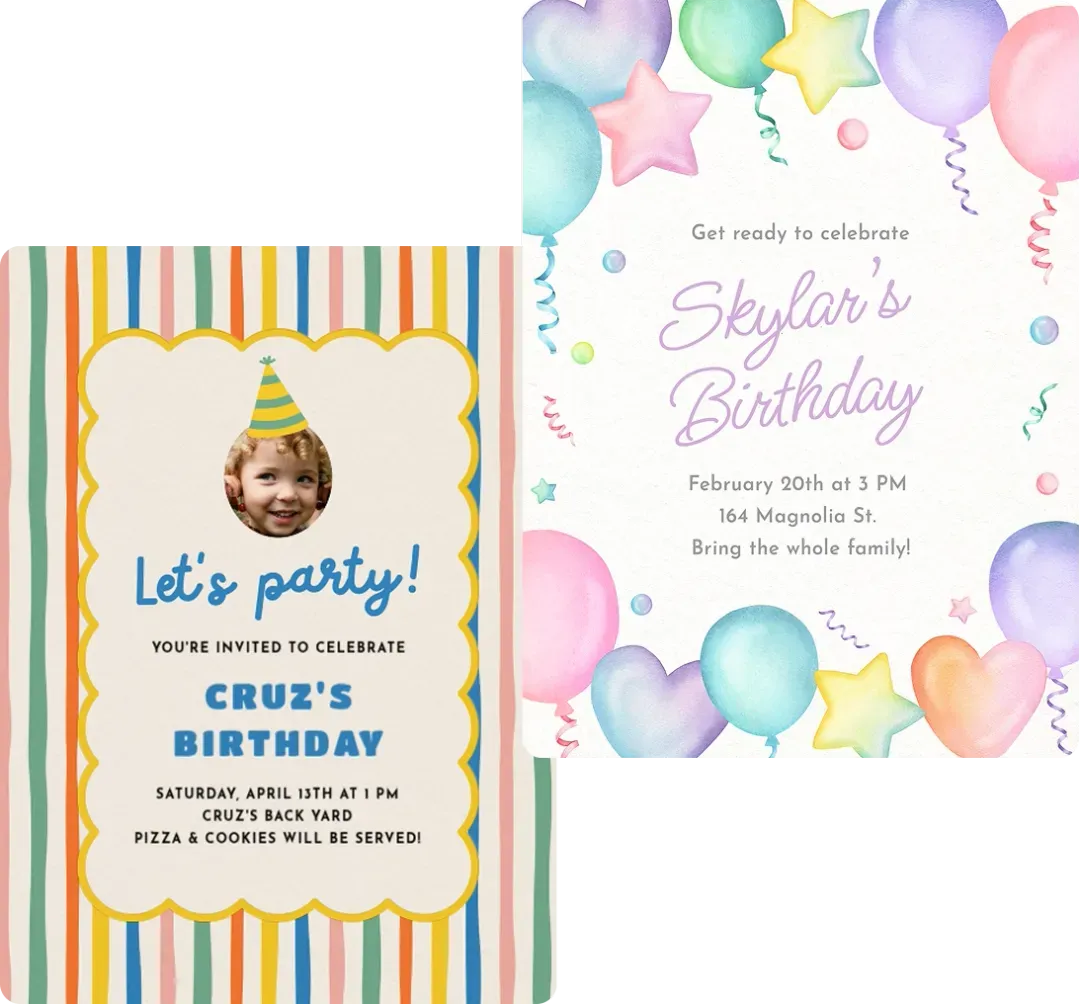 Get ready to celebrate
Skylar's
Birthday
February 20th at 3 PM
164 Magnolia St.
Bring the whole family!
Let's party!
YOU'RE INVITED TO CELEBRATE
CRUZ'S
BIRTHDAY
SATURDAY, APRIL 13TH AT 1 PM
CRUZ'S BACK YARD
PIZZA & COOKIES WILL BE SERVED!